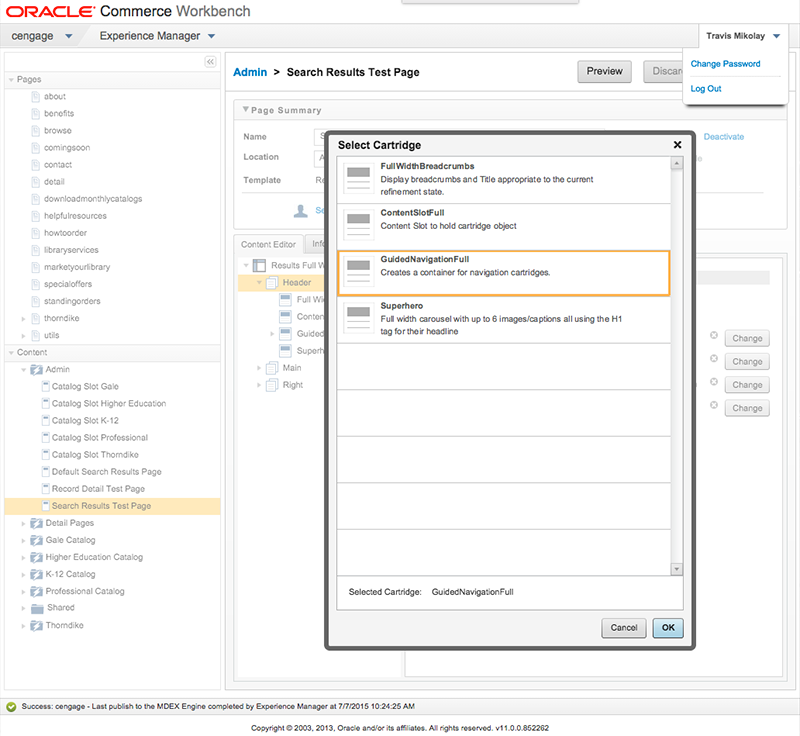 ORACLE Commerce Workbench
cengage
Experience Manager
Travis Mikolay
Change Password
Log Out
Pages
about
benefits
browse
comingsoon
contact
detail
downloadmonthlycatalogs
helpfulresources
howtoorder
libraryservices
marketyourlibrary
specialoffers
standingorders
thorndike
utils
Content
Admin
Catalog Slot Gale
Catalog Slot Higher Education
Catalog Slot K-12
Catalog Slot Professional
Catalog Slot Thorndike
Default Search Results Page
Record Detail Test Page
Search Results Test Page
Detail Pages
Gale Catalog
Higher Education Catalog
K-12 Catalog
Professional Catalog
Shared
Thorndike
Admin > Search Results Test Page
Preview
Discar
Page Summary
Name
Location
Template
Deactivate
Content Editor
Results Full W
Header
Full Wi
Conten
Guided
Superh
Main
Right
Change
Change
Change
Change
Select Cartridge
FullWidthBreadcrumbs
Display breadcrumbs and Title appropriate to the current
refinement state.
ContentSlotFull
Content Slot to hold cartridge object
GuidedNavigationFull
Creates a container for navigation cartridges.
Superhero
Full width carousel with up to 6 images/captions all using the H1
tag for their headline
Selected Cartridge: GuidedNavigationFull
Cancel
OK
Success: cengage - Last publish to the MDEX Engine completed by Experience Manager at 7/7/2015 10:24:25 AM
Copyright © 2003, 2013, Oracle and/or its affiliates. All rights reserved. v11.0.0.852262